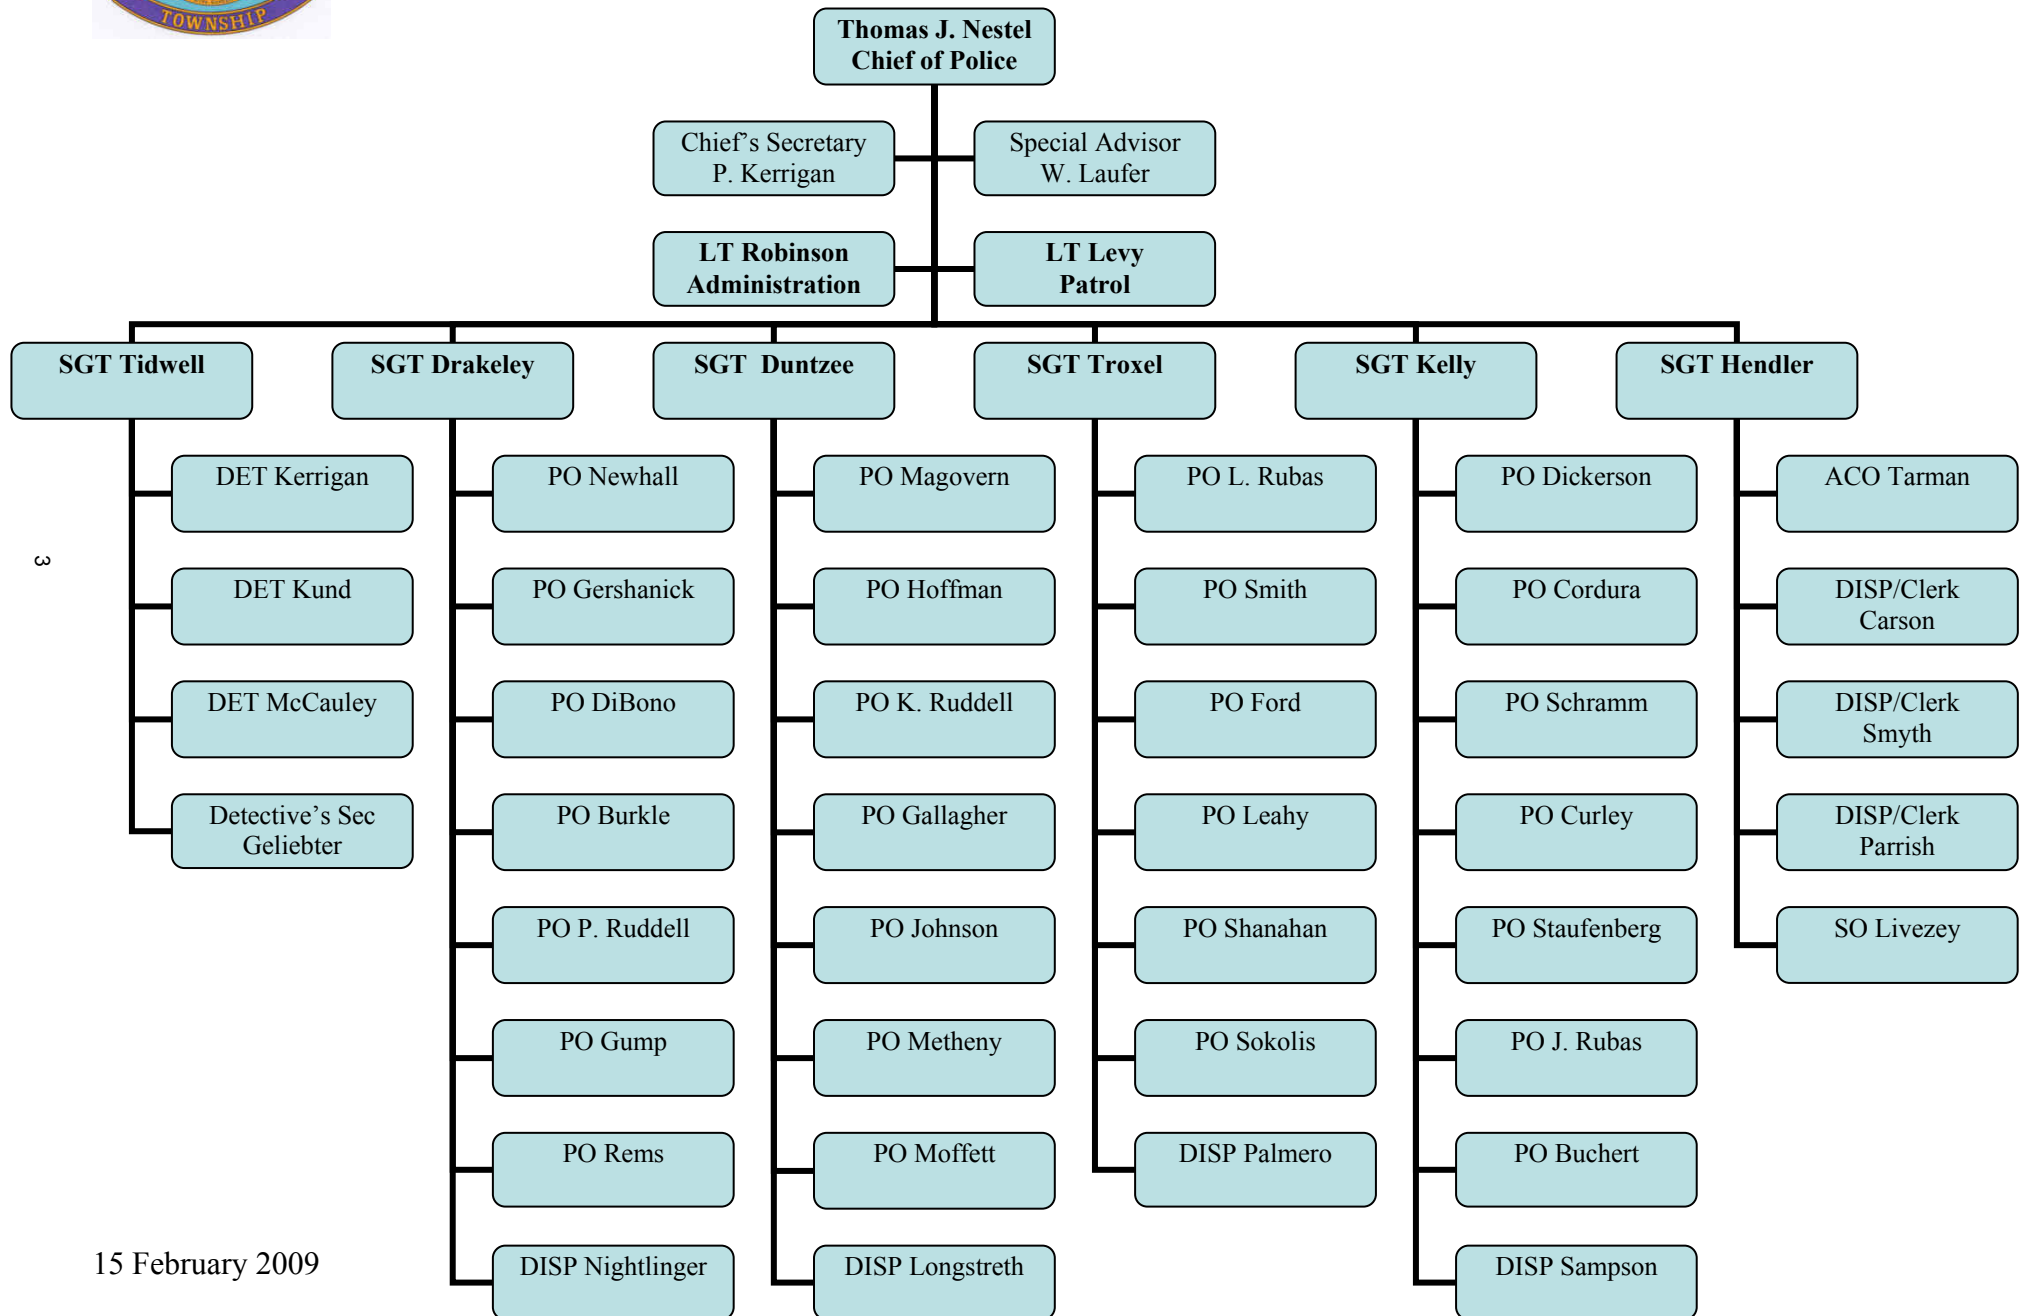 TOWNSHIP
Thomas J. Nestel
Chief of Police
Chief’s Secretary
P. Kerrigan
Special Advisor
W. Laufer
LT Robinson
Administration
LT Levy
Patrol
SGT Tidwell
SGT Drakeley
SGT  Duntzee
SGT Troxel
SGT Kelly
SGT Hendler
DET Kerrigan
DET Kund
DET McCauley
Detective’s Sec
Geliebter
PO Newhall
PO Gershanick
PO DiBono
PO Burkle
PO P. Ruddell
PO Gump
PO Rems
DISP Nightlinger
PO Magovern
PO Hoffman
PO K. Ruddell
PO Gallagher
PO Johnson
PO Metheny
PO Moffett
DISP Longstreth
PO L. Rubas
PO Smith
PO Ford
PO Leahy
PO Shanahan
PO Sokolis
DISP Palmero
PO Dickerson
PO Cordura
PO Schramm
PO Curley
PO Staufenberg
PO J. Rubas
PO Buchert
DISP Sampson
ACO Tarman
DISP/Clerk
Carson
DISP/Clerk
Smyth
DISP/Clerk
Parrish
SO Livezey
3
15 February 2009